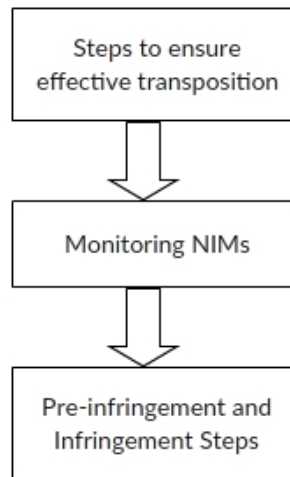 Steps to ensure
effective transposition
Monitoring NIMs
Pre-infringement and
Infringement Steps